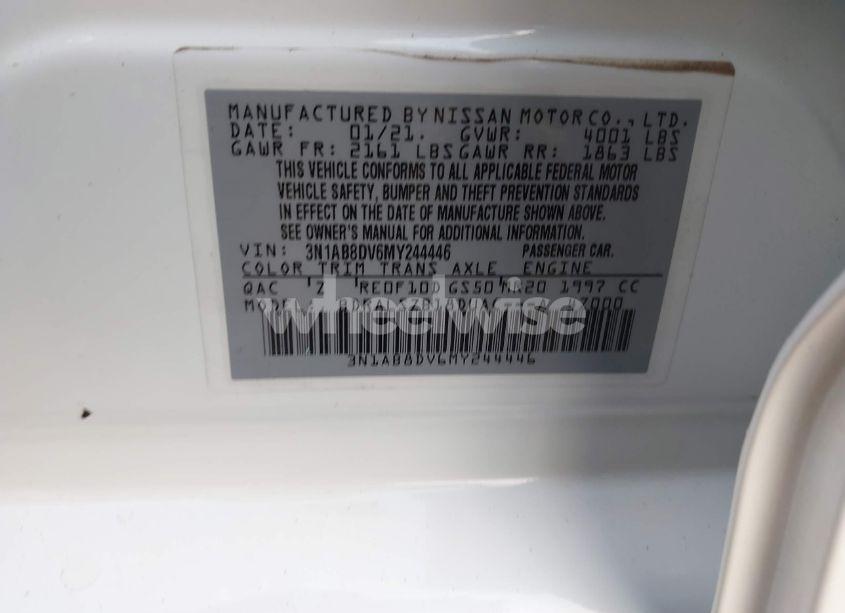 MANUFACTURED BY NISSAN MOTOR CO., LTD.
DATE: 01/21. GVWR: 4001 LBS
GAWR FR: 2161 LBS GAWR RR: 1863 LBS
THIS VEHICLE CONFORMS TO ALL APPLICABLE FEDERAL MOTOR
VEHICLE SAFETY, BUMPER AND THEFT PREVENTION STANDARDS
IN EFFECT ON THE DATE OF MANUFACTURE SHOWN ABOVE.
SEE OWNER'S MANUAL FOR ADDITIONAL INFORMATION.
VIN: 3N1AB8DV6MY244446 PASSENGER CAR.
COLOR TRIM TRANS AXLE ENGINE
QAC Z RE0F10D GS50 MR20 1997 CC
wheelwise
3N1AB8DV6MY244446